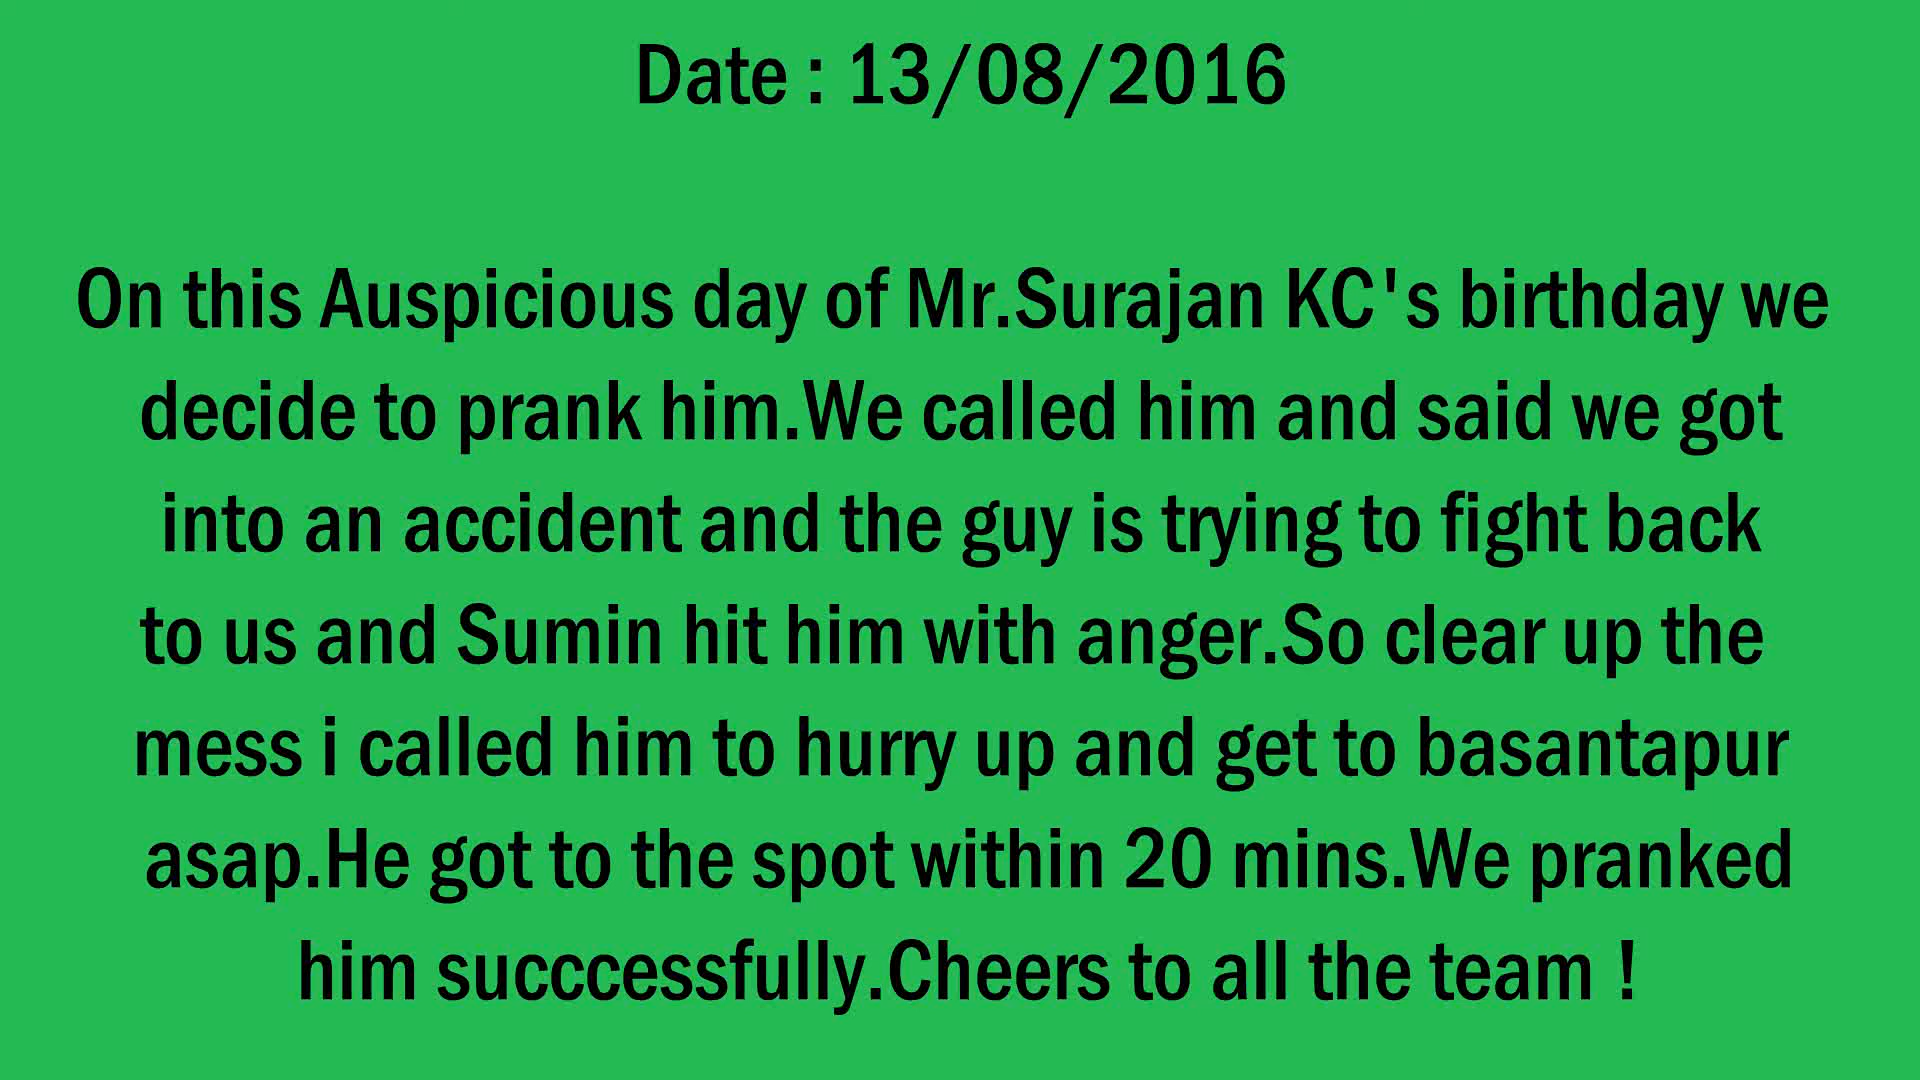 Date : 13/08/2016
On this Auspicious day of Mr.Surajan KC's birthday we
decide to prank him.We called him and said we got
into an accident and the guy is trying to fight back
to us and Sumin hit him with anger.So clear up the
mess i called him to hurry up and get to basantapur
asap.He got to the spot within 20 mins.We pranked
him succcessfully.Cheers to all the team !